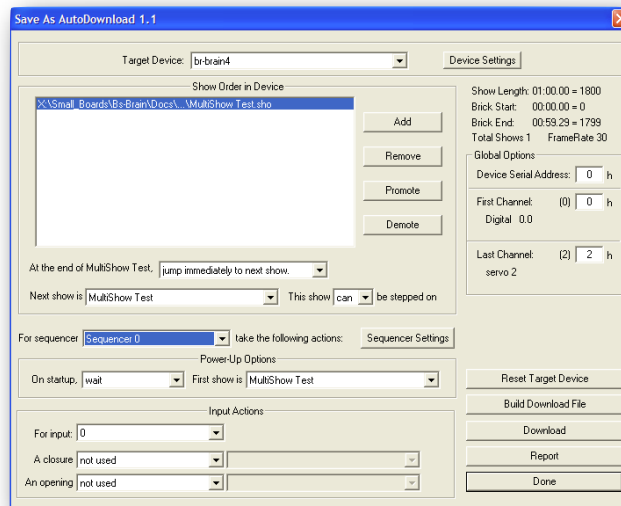 Save As AutoDownload 1.1
Target Device: br-brain4 Device Settings
Show Order in Device
X:\Small_Boards\Bs-Brain\Docs\...\MultiShow Test.sho
Add
Remove
Promote
Demote
At the end of MultiShow Test, jump immediately to next show.
Next show is MultiShow Test This show can be stepped on
Show Length: 01:00.00 = 1800
Brick Start: 00:00.00 = 0
Brick End: 00:59.29 = 1799
Total Shows 1 FrameRate 30
Global Options
Device Serial Address: 0 h
First Channel: (0) 0 h
Digital 0.0
Last Channel: (2) 2 h
servo 2
For sequencer Sequencer 0 take the following actions: Sequencer Settings
Power-Up Options
On startup, wait First show is MultiShow Test
Input Actions
For input: 0
A closure not used
An opening not used
Reset Target Device
Build Download File
Download
Report
Done